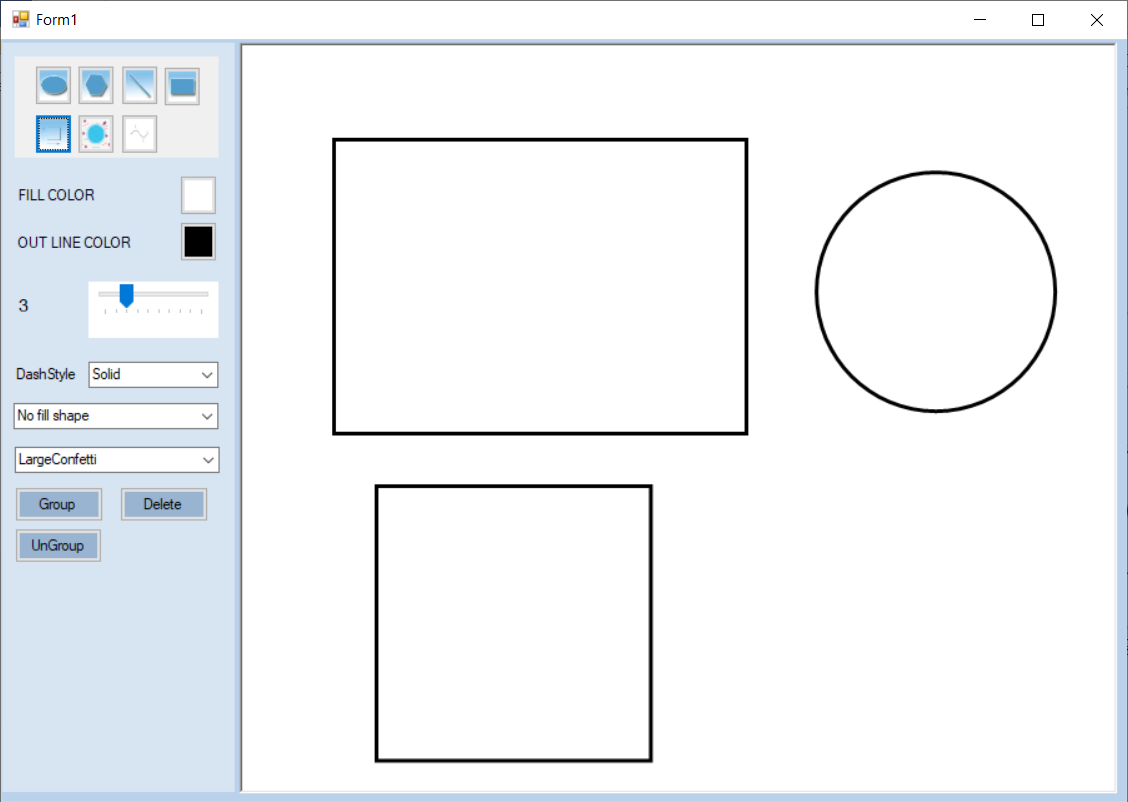 Form1
FILL COLOR
OUT LINE COLOR
3
DashStyle Solid
No fill shape
LargeConfetti
Group Delete
UnGroup